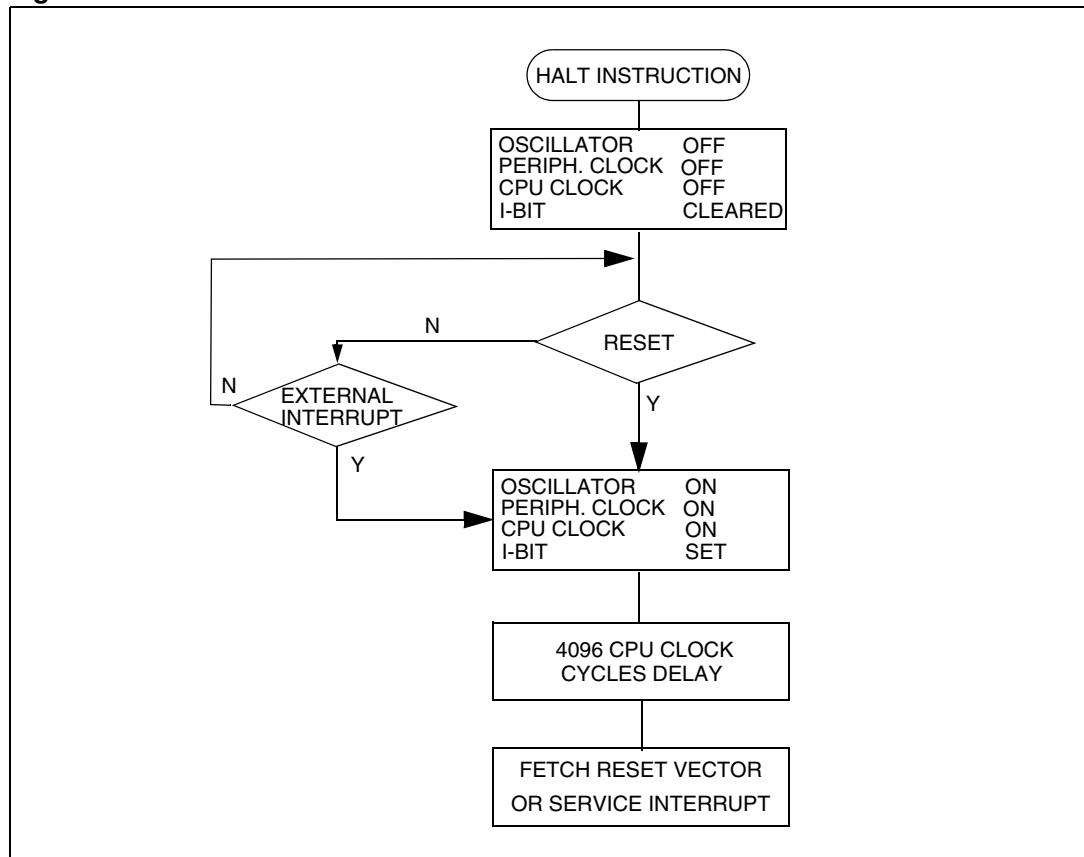 HALT INSTRUCTION
OSCILLATOR OFF
PERIPH. CLOCK OFF
CPU CLOCK OFF
I-BIT CLEARED
N
RESET
N
EXTERNAL
INTERRUPT
Y
Y
OSCILLATOR ON
PERIPH. CLOCK ON
CPU CLOCK ON
I-BIT SET
4096 CPU CLOCK
CYCLES DELAY
FETCH RESET VECTOR
OR SERVICE INTERRUPT